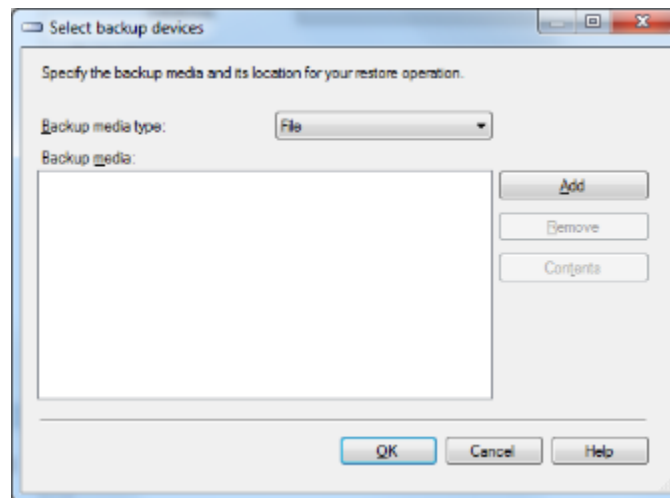 Select backup devices
Specify the backup media and its location for your restore operation.
Backup media type:
File
Backup media:
Add
Remove
Contents
OK
Cancel
Help